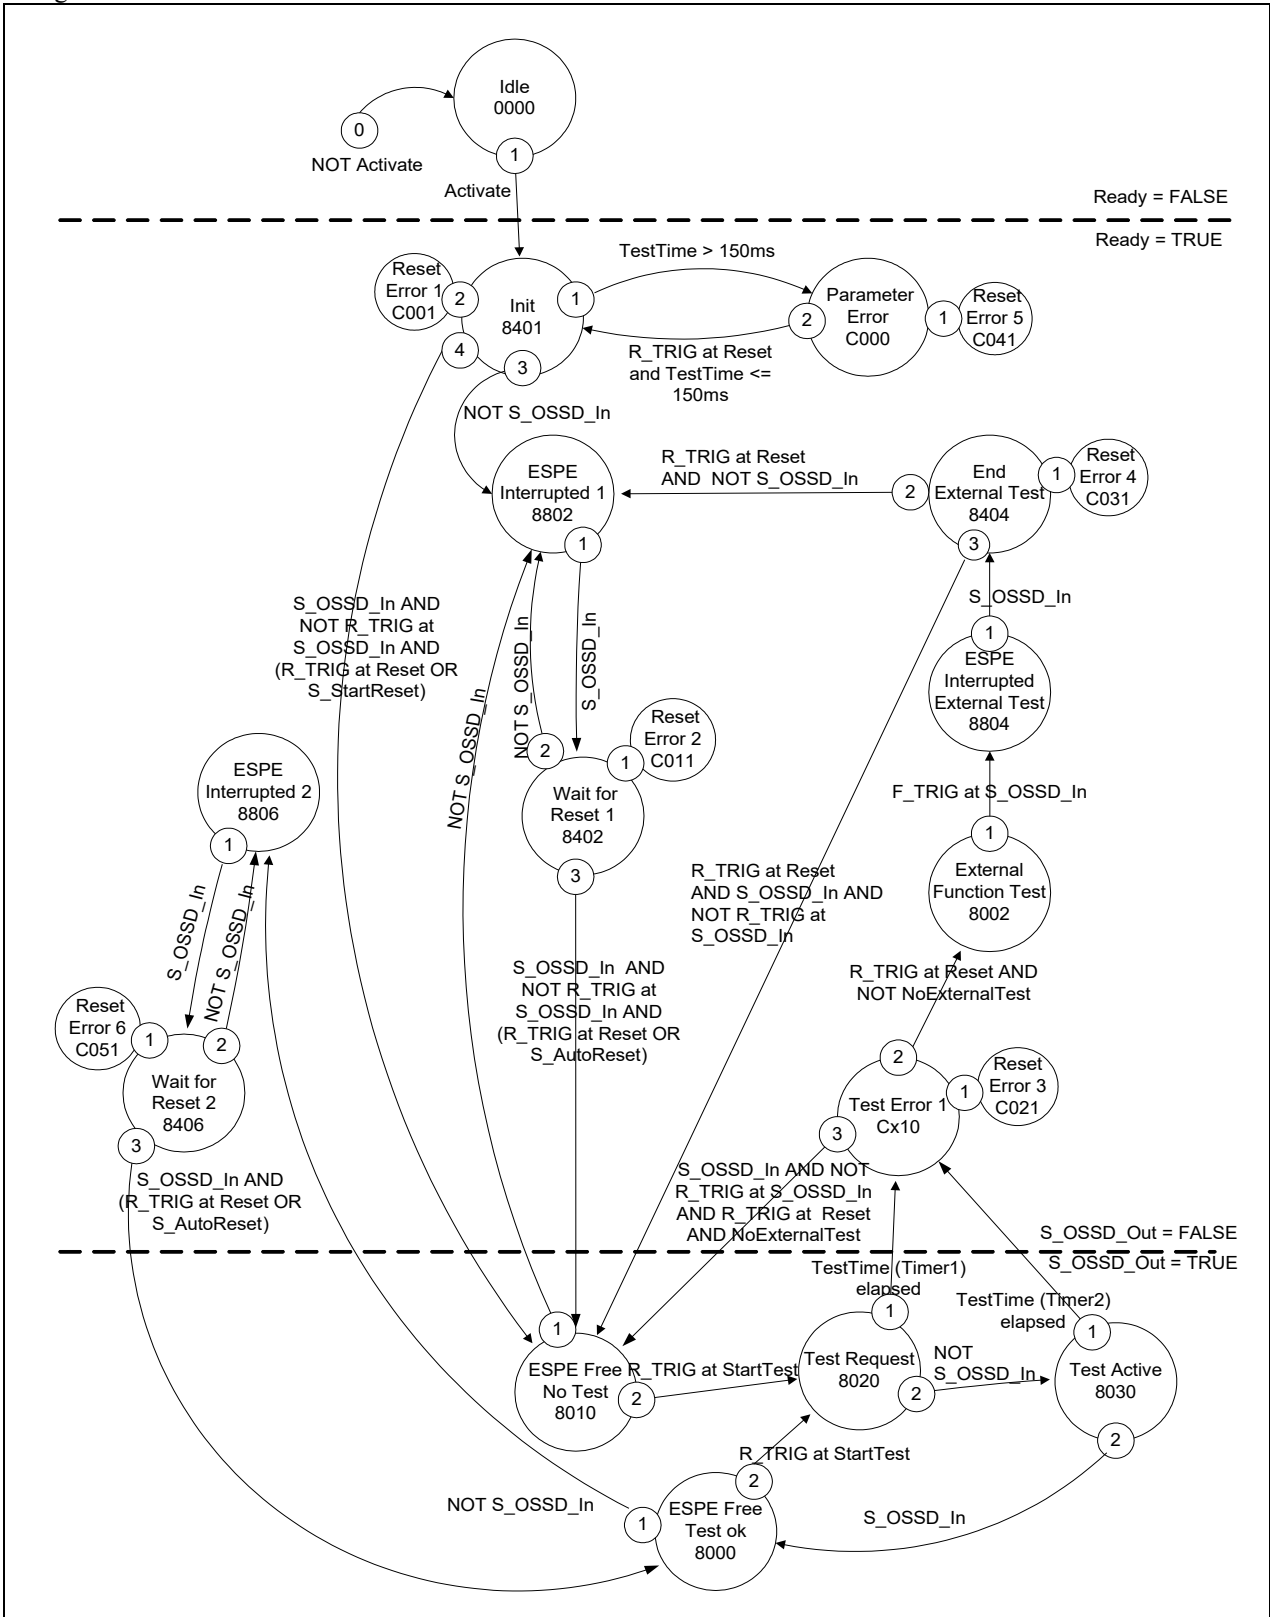 Idle
0000
0
NOT Activate
1
Activate
Ready = FALSE
Ready = TRUE
Reset
Error 1
C001
2
Init
8401
1
4
3
TestTime > 150ms
Parameter
Error
C000
2
1
Reset
Error 5
C041
R_TRIG at Reset
and TestTime <=
150ms
NOT S_OSSD_In
ESPE
Interrupted 1
8802
1
R_TRIG at Reset
AND NOT S_OSSD_In
2
End
External Test
8404
1
Reset
Error 4
C031
3
S_OSSD_In
S_OSSD_In AND
NOT R_TRIG at
S_OSSD_In AND
(R_TRIG at Reset OR
S_StartReset)
NOT S_OSSD_In
NOT S_OSSD_In
S_OSSD_In
1
ESPE
Interrupted
External Test
8804
Reset
Error 2
C011
2
1
Wait for
Reset 1
8402
3
ESPE
Interrupted 2
8806
1
F_TRIG at S_OSSD_In
1
External
Function Test
8002
R_TRIG at Reset
AND S_OSSD_In AND
NOT R_TRIG at
S_OSSD_In
S_OSSD_In
NOT S_OSSD_In
S_OSSD_In AND
NOT R_TRIG at
S_OSSD_In AND
(R_TRIG at Reset OR
S_AutoReset)
R_TRIG at Reset AND
NOT NoExternalTest
Reset
Error 6
C051
1
2
Wait for
Reset 2
8406
3
2
Test Error 1
Cx10
1
Reset
Error 3
C021
3
S_OSSD_In AND
(R_TRIG at Reset OR
S_AutoReset)
S_OSSD_In AND NOT
R_TRIG at S_OSSD_In
AND R_TRIG at Reset
AND NoExternalTest
S_OSSD_Out = FALSE
S_OSSD_Out = TRUE
TestTime (Timer1)
elapsed
TestTime (Timer2)
elapsed
1
ESPE Free
No Test
8010
2
R_TRIG at StartTest
1
Test Request
8020
2
NOT
S_OSSD_In
1
Test Active
8030
2
R_TRIG at StartTest
NOT S_OSSD_In
1
2
ESPE Free
Test ok
8000
S_OSSD_In